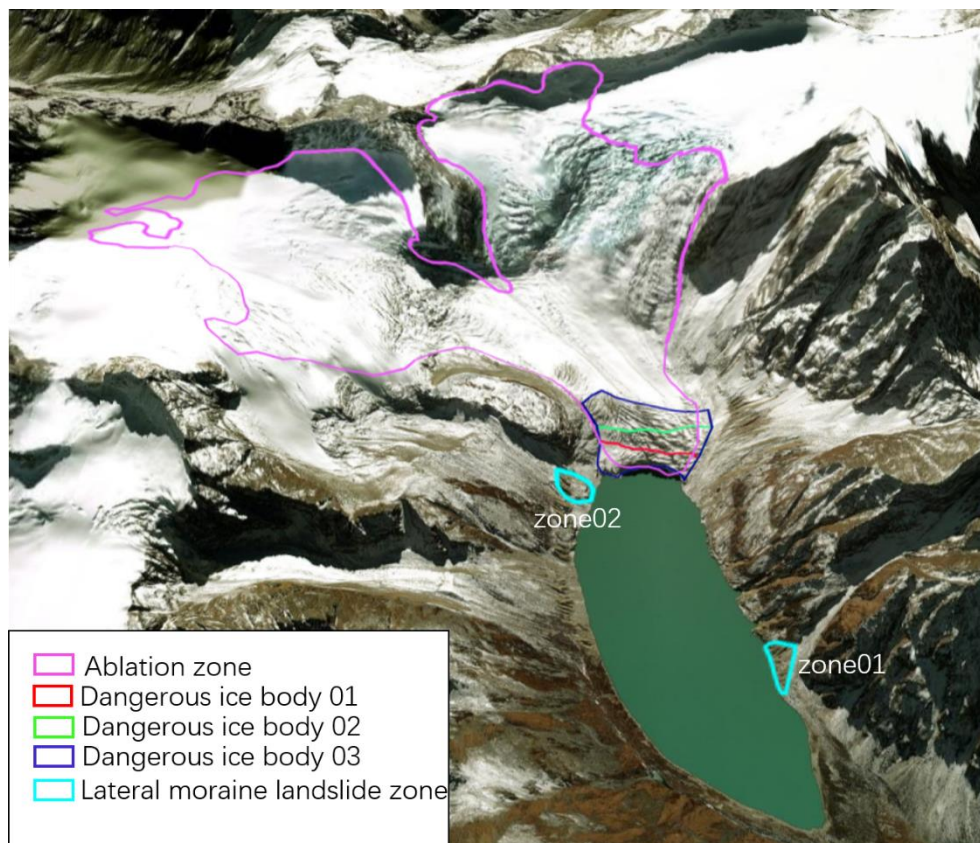 zone02
zone01
Ablation zone
Dangerous ice body 01
Dangerous ice body 02
Dangerous ice body 03
Lateral moraine landslide zone